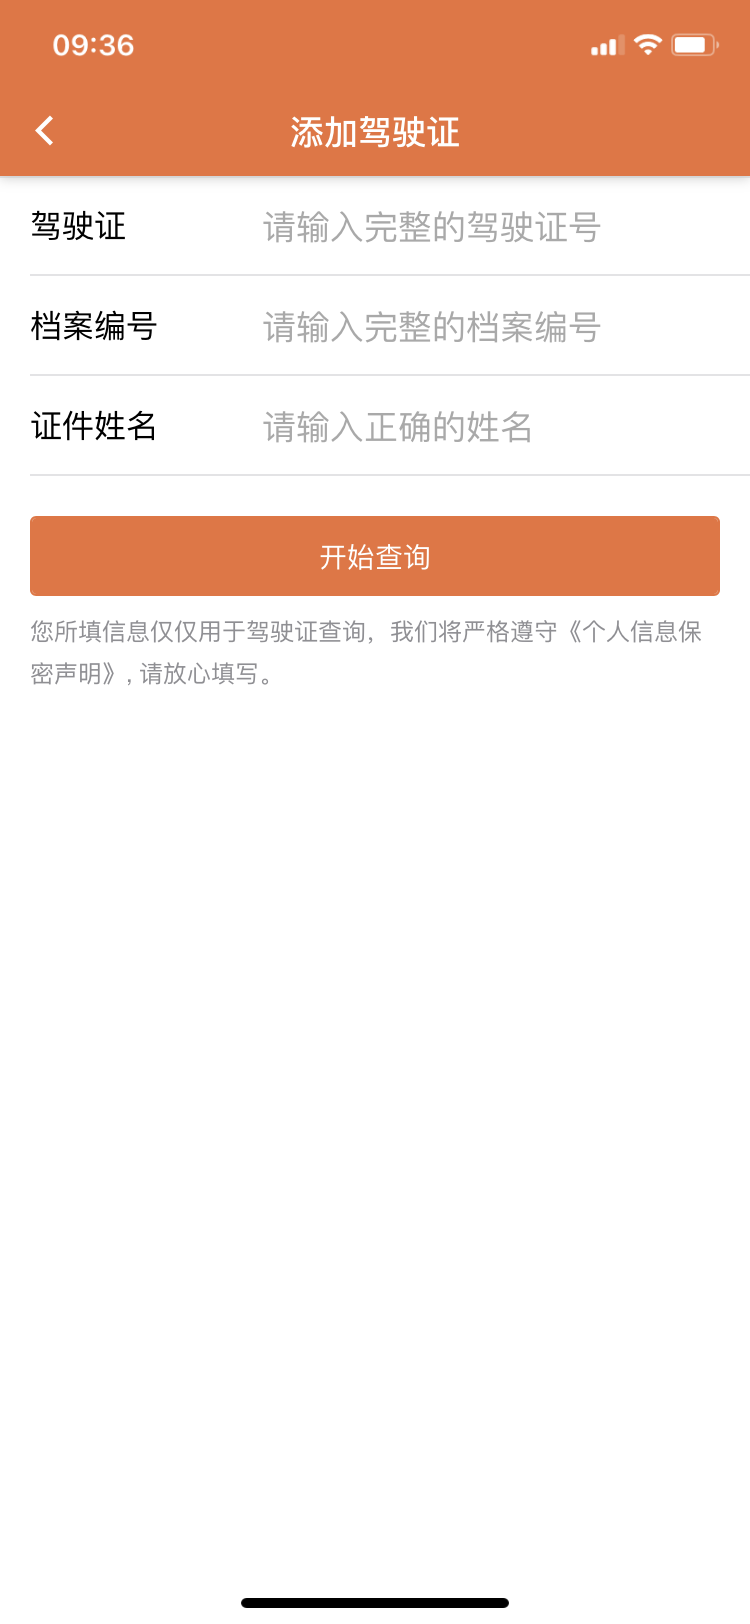 09:36
添加驾驶证
驾驶证 请输入完整的驾驶证号
档案编号 请输入完整的档案编号
证件姓名 请输入正确的姓名
开始查询
您所填信息仅仅用于驾驶证查询，我们将严格遵守《个人信息保
密声明》, 请放心填写。